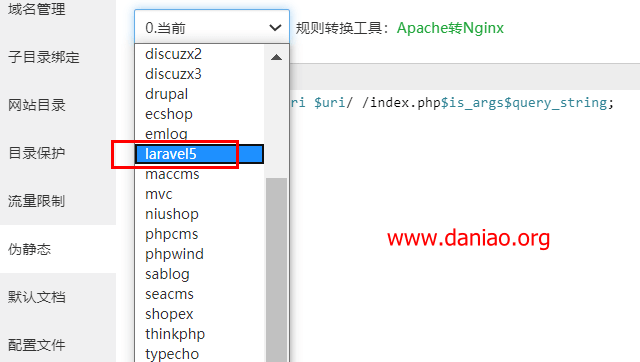 域名管理
子目录绑定
网站目录
目录保护
流量限制
伪静态
默认文档
配置文件
0.当前
规则转换工具：Apache转Nginx
discuzx2
discuzx3
drupal
ecshop
emlog
laravel5
maccms
mvc
niushop
phpcms
phpwind
sablog
seacms
shopex
thinkphp
typecho
ri $uri/ /index.php$is_args$query_string;
www.daniao.org